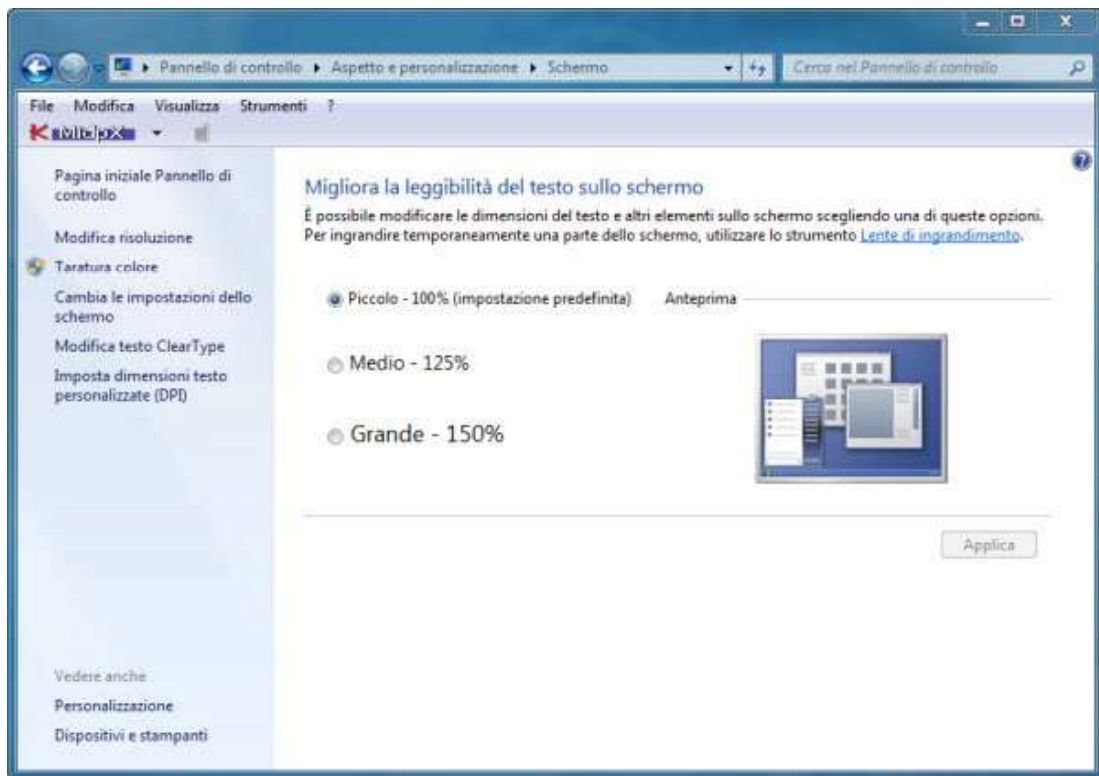 Pannello di controllo Aspetto e personalizzazione Schermo Cerca nel Pannello di controllo
File Modifica Visualizza Strumenti ?
Pagina iniziale Pannello di
controllo
Modifica risoluzione
Taratura colore
Cambia le impostazioni dello
schermo
Modifica testo ClearType
Imposta dimensioni testo
personalizzate (DPI)
Migliora la leggibilità del testo sullo schermo
È possibile modificare le dimensioni del testo e altri elementi sullo schermo scegliendo una di queste opzioni.
Per ingrandire temporaneamente una parte dello schermo, utilizzare lo strumento Lente di ingrandimento.
Piccolo - 100% (impostazione predefinita) Anteprima
Medio - 125%
Grande - 150%
Applica
Vedere anche
Personalizzazione
Dispositivi e stampanti